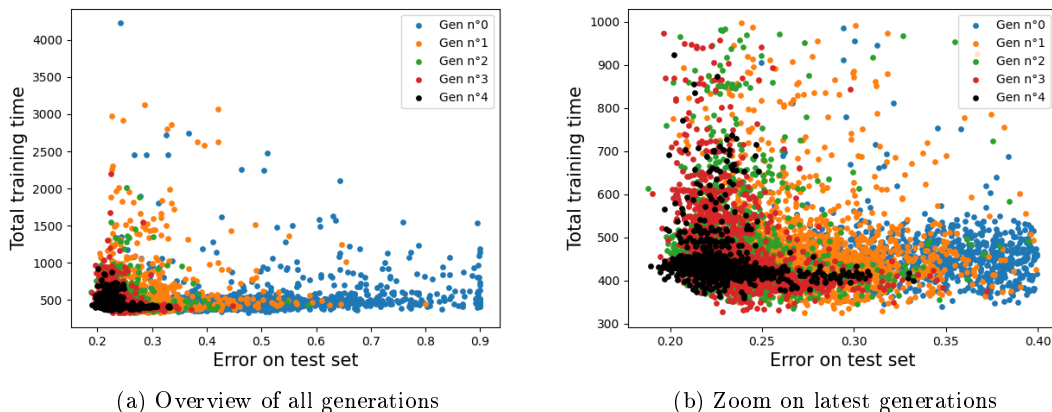 4000
3500
3000
2500
2000
1500
1000
500
Total training time
0.2 0.3 0.4 0.5 0.6 0.7 0.8 0.9
Error on test set
Gen n°0
Gen n°1
Gen n°2
Gen n°3
Gen n°4
(a) Overview of all generations
1000
900
800
700
600
500
400
300
Total training time
0.20 0.25 0.30 0.35 0.40
Error on test set
Gen n°0
Gen n°1
Gen n°2
Gen n°3
Gen n°4
(b) Zoom on latest generations